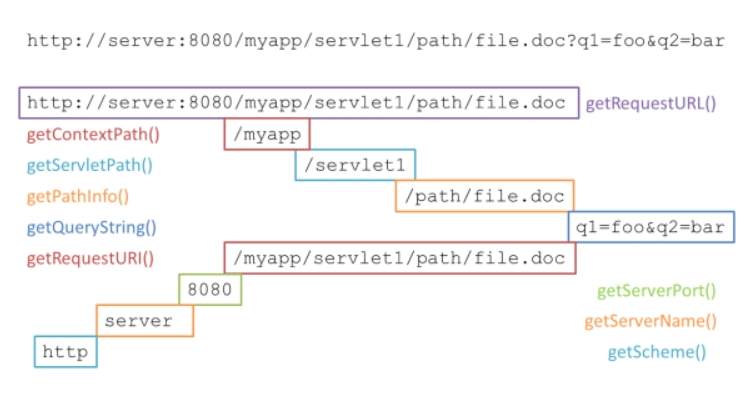 http://server:8080/myapp/servlet1/path/file.doc?q1=foo&q2=bar
http://server:8080/myapp/servlet1/path/file.doc getRequestURL()
getContextPath() /myapp
getServletPath() /servlet1
getPathInfo() /path/file.doc
getQueryString() q1=foo&q2=bar
getRequestURI() /myapp/servlet1/path/file.doc
8080 getServerPort()
server getServerName()
http getScheme()